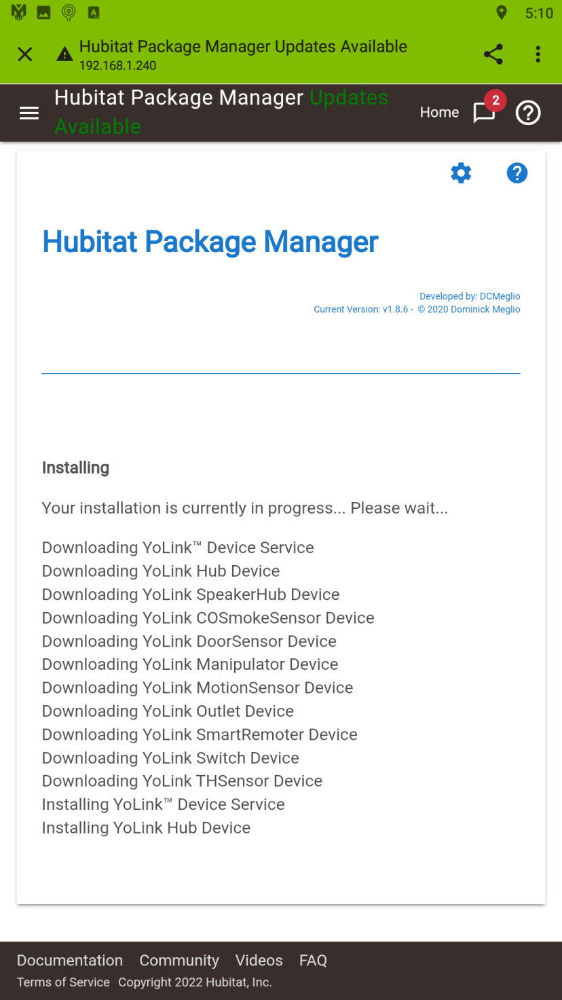 5:10
Hubitat Package Manager Updates Available
192.168.1.240
Hubitat Package Manager Updates
Available
Home
2
Hubitat Package Manager
Developed by: DCMeglio
Current Version: v1.8.6 - © 2020 Dominick Meglio
Installing
Your installation is currently in progress... Please wait...
Downloading YoLink™ Device Service
Downloading YoLink Hub Device
Downloading YoLink SpeakerHub Device
Downloading YoLink COSmokeSensor Device
Downloading YoLink DoorSensor Device
Downloading YoLink Manipulator Device
Downloading YoLink MotionSensor Device
Downloading YoLink Outlet Device
Downloading YoLink SmartRemoter Device
Downloading YoLink Switch Device
Downloading YoLink THSensor Device
Installing YoLink™ Device Service
Installing YoLink Hub Device
Documentation Community Videos FAQ
Terms of Service Copyright 2022 Hubitat, Inc.